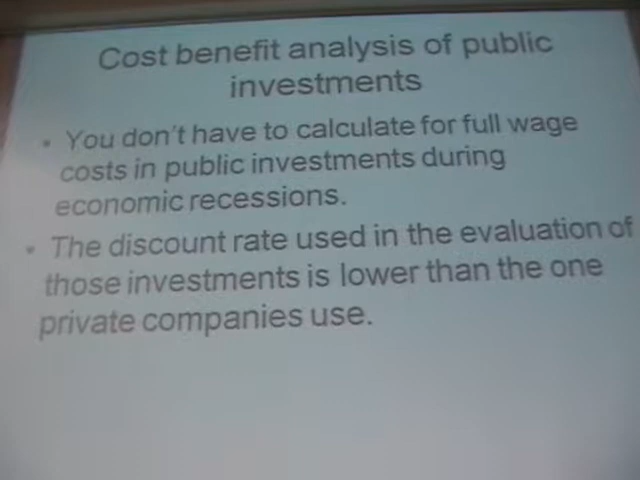 Cost benefit analysis of public
investments
• You don't have to calculate for full wage
costs in public investments during
economic recessions.
• The discount rate used in the evaluation of
those investments is lower than the one
private companies use.